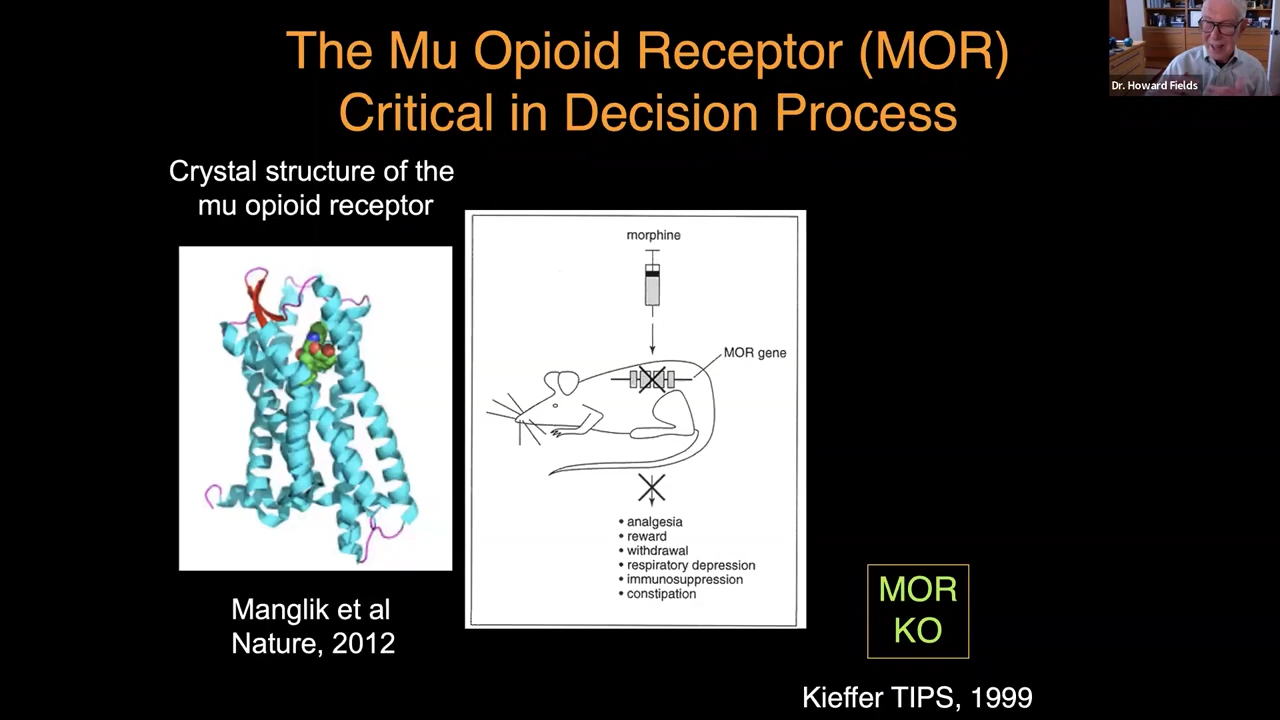 The Mu Opioid Receptor (MOR)
Critical in Decision Process
Dr. Howard Fields
Crystal structure of the
mu opioid receptor
morphine
MOR gene
• analgesia
• reward
• withdrawal
• respiratory depression
• immunosuppression
• constipation
Manglik et al
Nature, 2012
MOR
KO
Kieffer TIPS, 1999